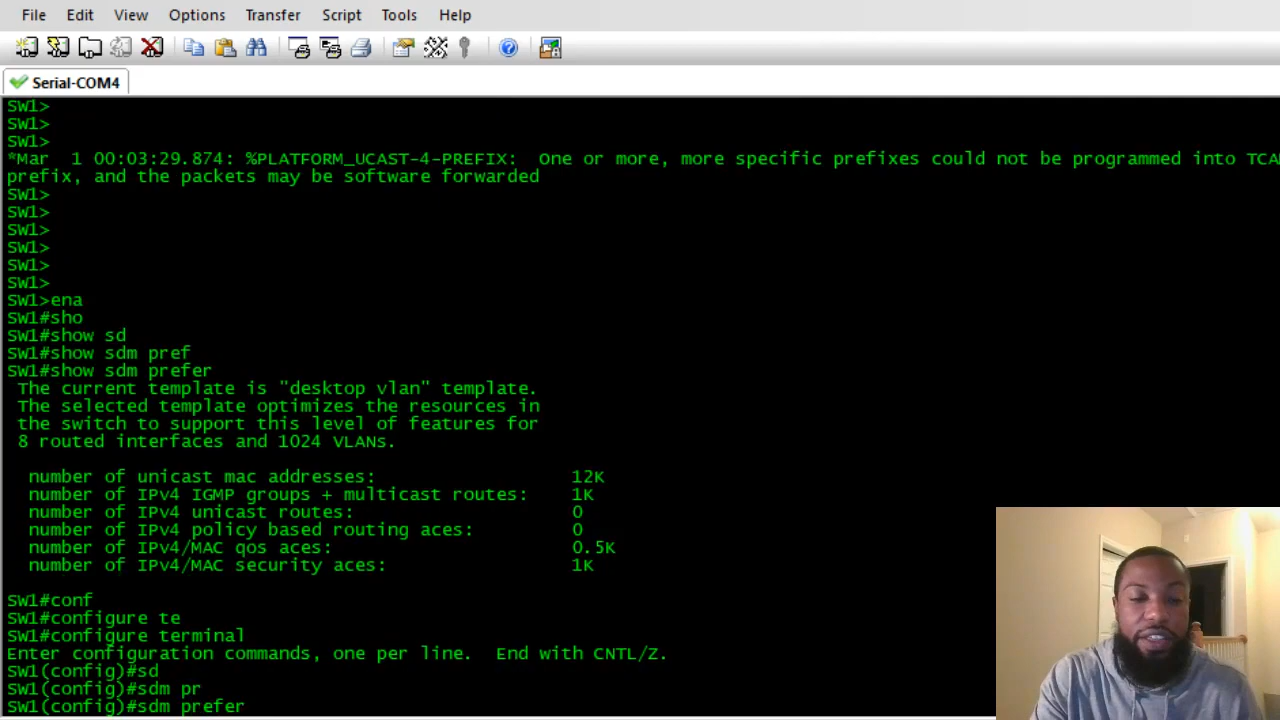 File Edit View Options Transfer Script Tools Help
Serial-COM4
SW1>
SW1>
SW1>
*Mar  1 00:03:29.874: %PLATFORM_UCAST-4-PREFIX:  One or more, more specific prefixes could not be programmed into TCA
prefix, and the packets may be software forwarded
SW1>
SW1>
SW1>
SW1>
SW1>
SW1>
SW1>ena
SW1#sho
SW1#show sd
SW1#show sdm pref
SW1#show sdm prefer
The current template is "desktop vlan" template.
The selected template optimizes the resources in
the switch to support this level of features for
8 routed interfaces and 1024 VLANs.
number of unicast mac addresses: 12K
number of IPv4 IGMP groups + multicast routes: 1K
number of IPv4 unicast routes: 0
number of IPv4 policy based routing aces: 0
number of IPv4/MAC qos aces: 0.5K
number of IPv4/MAC security aces: 1K
SW1#conf
SW1#configure te
SW1#configure terminal
Enter configuration commands, one per line.  End with CNTL/Z.
SW1(config)#sd
SW1(config)#sdm pr
SW1(config)#sdm prefer